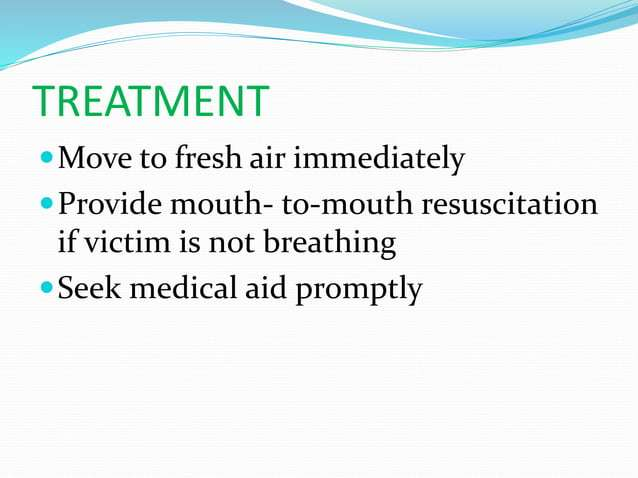 TREATMENT
Move to fresh air immediately
Provide mouth- to-mouth resuscitation
if victim is not breathing
Seek medical aid promptly